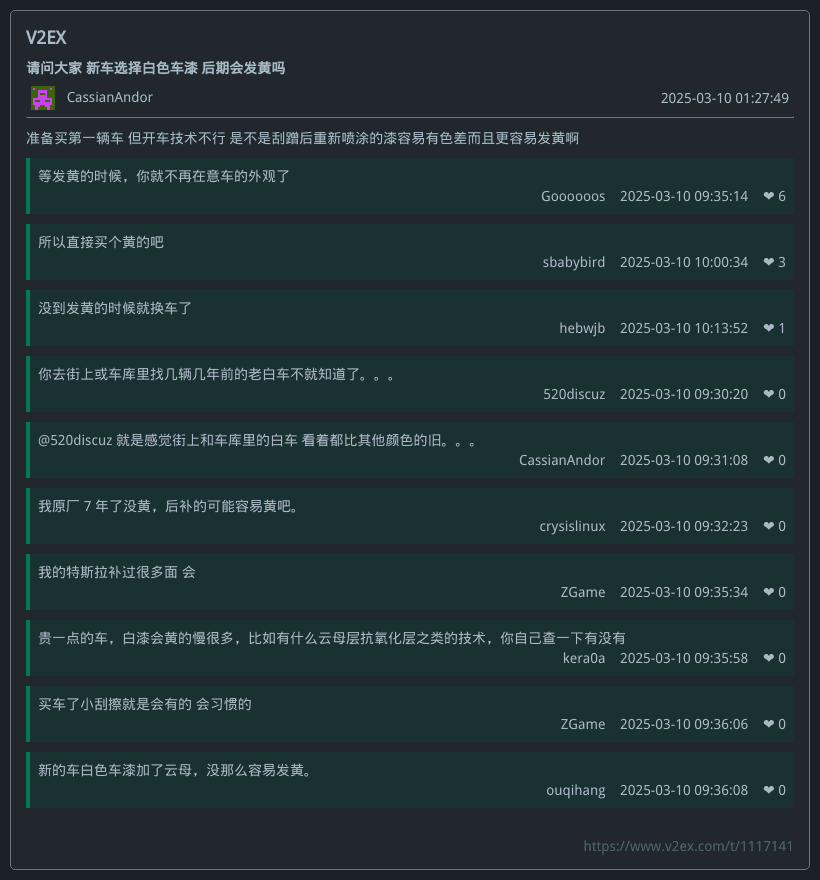 V2EX
请问大家 新车选择白色车漆 后期会发黄吗
CassianAndor 2025-03-10 01:27:49
准备买第一辆车 但开车技术不行 是不是刮蹭后重新喷涂的漆容易有色差而且更容易发黄啊
等发黄的时候，你就不再在意车的外观了
Goooooos 2025-03-10 09:35:14 ❤ 6
所以直接买个黄的吧
sbabybird 2025-03-10 10:00:34 ❤ 3
没到发黄的时候就换车了
hebwjb 2025-03-10 10:13:52 ❤ 1
你去街上或车库里找几辆几年前的老白车不就知道了。。。
520discuz 2025-03-10 09:30:20 ❤ 0
@520discuz 就是感觉街上和车库里的白车 看着都比其他颜色的旧。。。
CassianAndor 2025-03-10 09:31:08 ❤ 0
我原厂 7 年了没黄，后补的可能容易黄吧。
crysislinux 2025-03-10 09:32:23 ❤ 0
我的特斯拉补过很多面 会
ZGame 2025-03-10 09:35:34 ❤ 0
贵一点的车，白漆会黄的慢很多，比如有什么云母层抗氧化层之类的技术，你自己查一下有没有
kera0a 2025-03-10 09:35:58 ❤ 0
买车了小刮擦就是会有的 会习惯的
ZGame 2025-03-10 09:36:06 ❤ 0
新的车白色车漆加了云母，没那么容易发黄。
ouqihang 2025-03-10 09:36:08 ❤ 0
https://www.v2ex.com/t/1117141